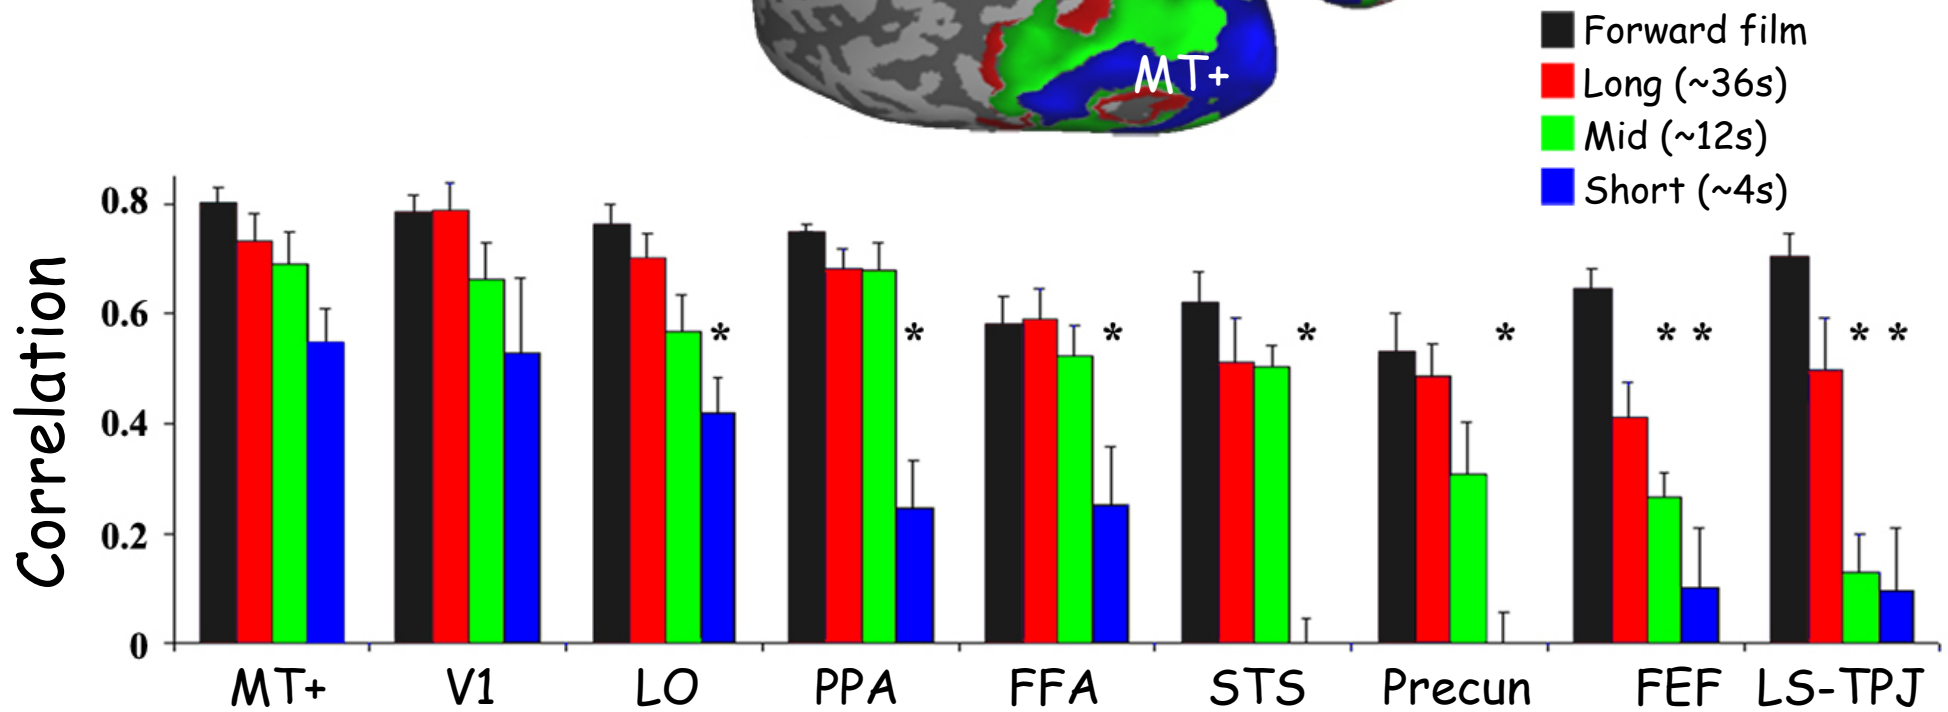 MT+
Forward film
Long (~36s)
Mid (~12s)
Short (~4s)
Correlation
0.8
0.6
0.4
0.2
0
* * * * * * * * *
MT+ V1 LO PPA FFA STS Precun FEF LS-TPJ